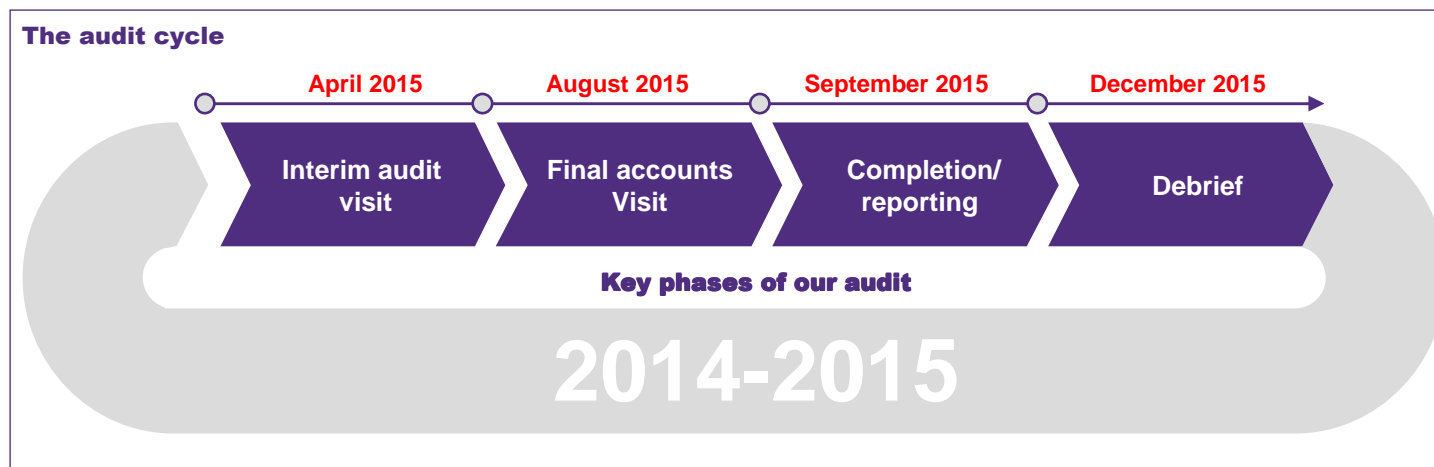 The audit cycle
April 2015
August 2015
September 2015
December 2015
Interim audit
visit
Final accounts
Visit
Completion/
reporting
Debrief
Key phases of our audit
2014-2015